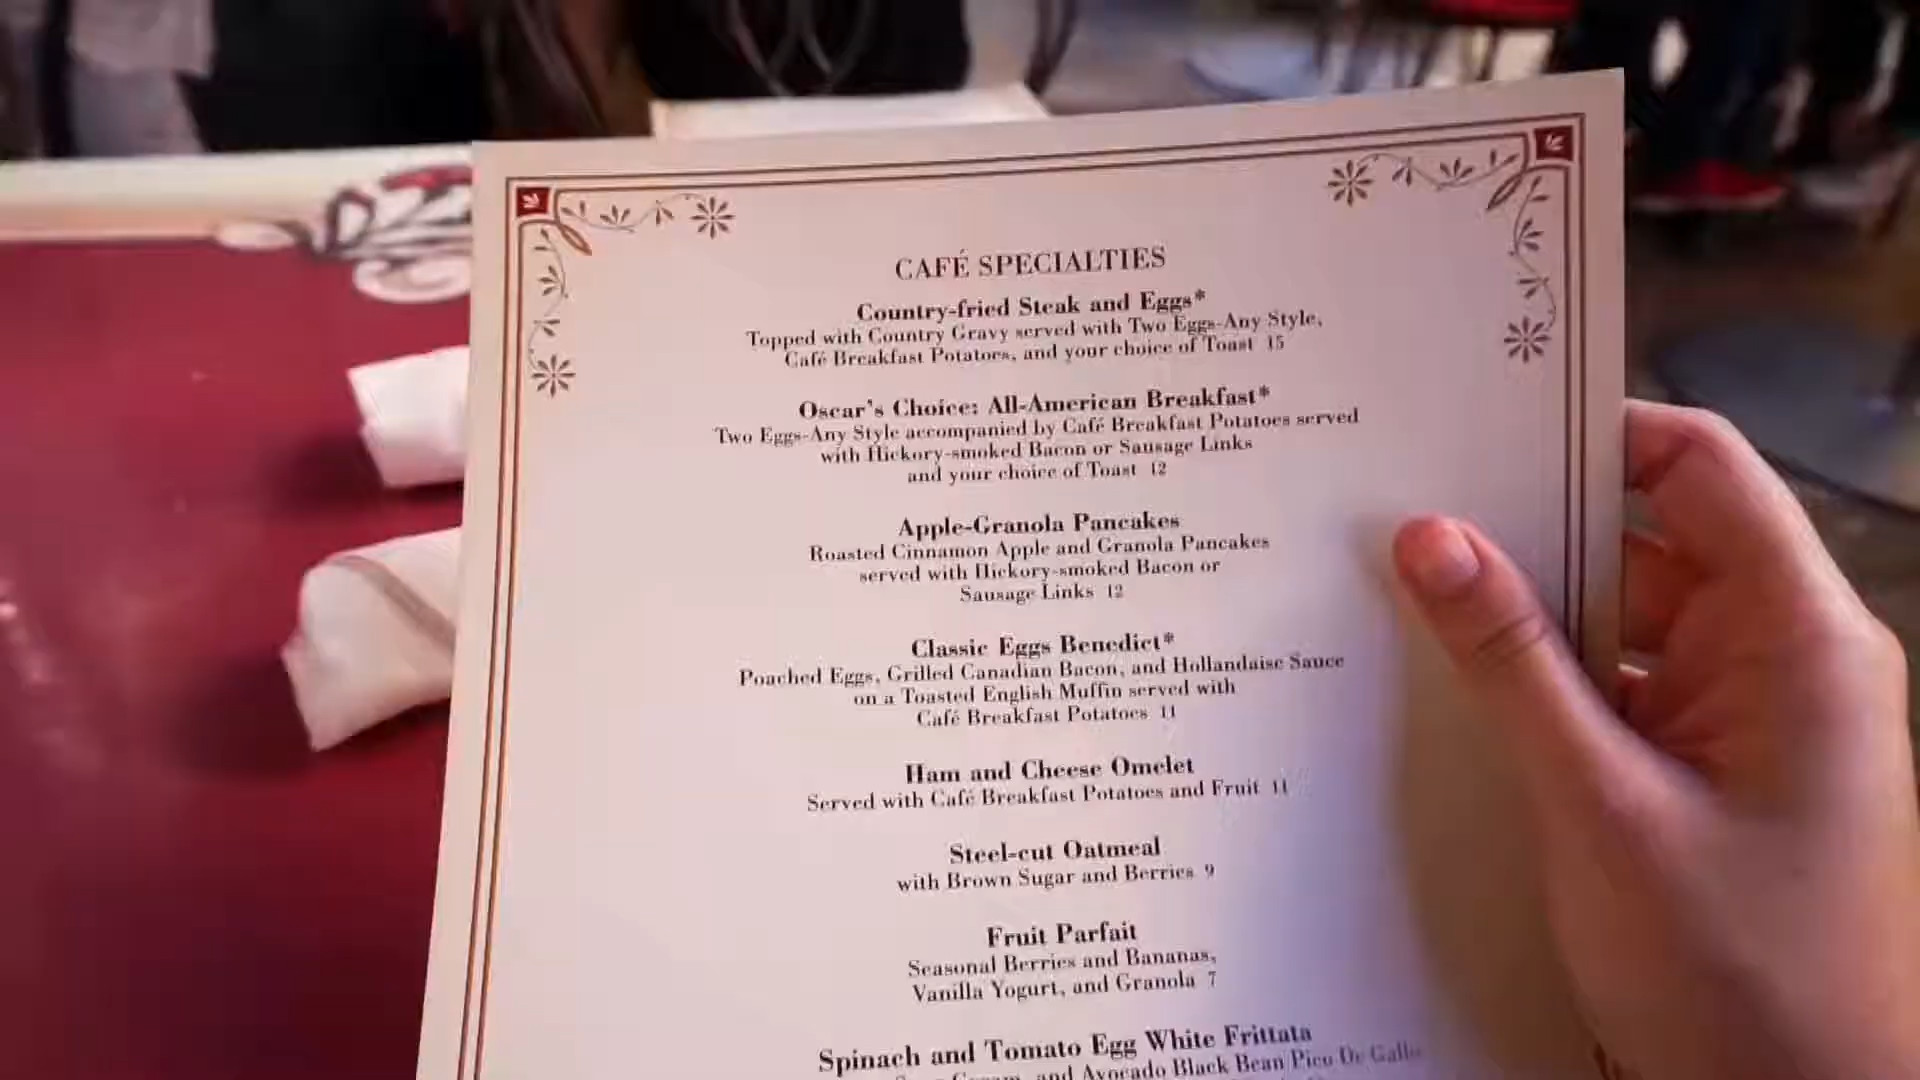 CAFÉ SPECIALTIES
Country-fried Steak and Eggs*
Topped with Country Gravy served with Two Eggs-Any Style,
Café Breakfast Potatoes, and your choice of Toast 15
Oscar's Choice: All-American Breakfast*
Two Eggs-Any Style accompanied by Café Breakfast Potatoes served
with Hickory-smoked Bacon or Sausage Links
and your choice of Toast 12
Apple-Granola Pancakes
Roasted Cinnamon Apple and Granola Pancakes
served with Hickory-smoked Bacon or
Sausage Links 12
Classic Eggs Benedict*
Poached Eggs, Grilled Canadian Bacon, and Hollandaise Sauce
on a Toasted English Muffin served with
Café Breakfast Potatoes 11
Ham and Cheese Omelet
Served with Café Breakfast Potatoes and Fruit 11
Steel-cut Oatmeal
with Brown Sugar and Berries 9
Fruit Parfait
Seasonal Berries and Bananas,
Vanilla Yogurt, and Granola 7
Spinach and Tomato Egg White Frittata
Sour Cream, and Avocado Black Bean Pico De Gallo